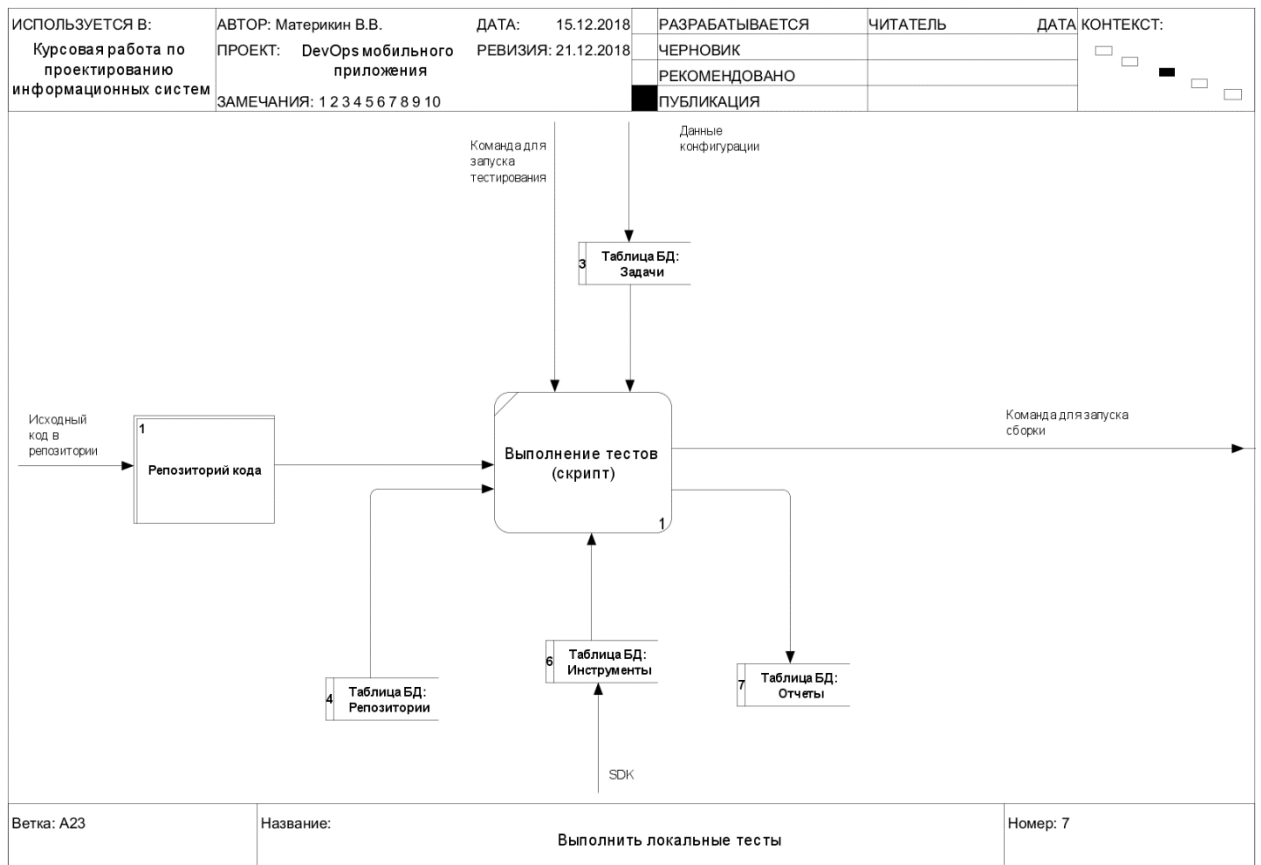 ИСПОЛЬЗУЕТСЯ В:
Курсовая работа по
проектированию
информационных систем
АВТОР: Материкин В.В.
ДАТА: 15.12.2018
ПРОЕКТ: DevOps мобильного
приложения
РЕВИЗИЯ: 21.12.2018
ЗАМЕЧАНИЯ: 1 2 3 4 5 6 7 8 9 10
РАЗРАБАТЫВАЕТСЯ
ЧЕРНОВИК
РЕКОМЕНДОВАНО
ПУБЛИКАЦИЯ
ЧИТАТЕЛЬ
ДАТА
КОНТЕКСТ:
Команда для
запуска
тестирования
Данные
конфигурации
3
Таблица БД:
Задачи
Исходный
код в
репозитории
1
Репозиторий кода
Выполнение тестов
(скрипт)
1
Команда для запуска
сборки
4
Таблица БД:
Репозитории
6
Таблица БД:
Инструменты
7
Таблица БД:
Отчеты
SDK
Ветка: A23
Название:
Выполнить локальные тесты
Номер: 7